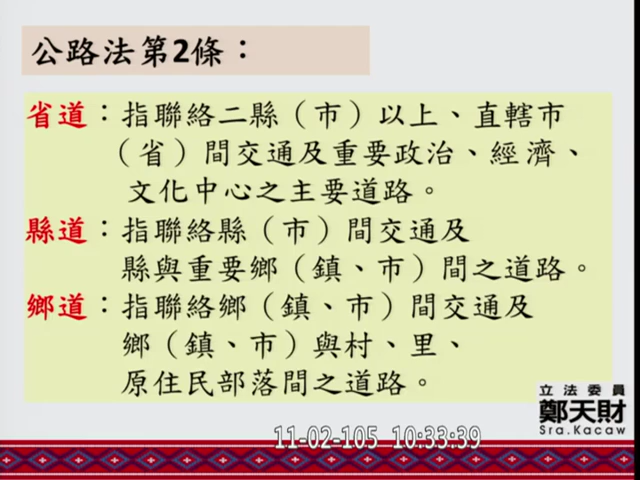 公路法第2條：
省道：指聯絡二縣（市）以上、直轄市
（省）間交通及重要政治、經濟、
文化中心之主要道路。
縣道：指聯絡縣（市）間交通及
縣與重要鄉（鎮、市）間之道路。
鄉道：指聯絡鄉（鎮、市）間交通及
鄉（鎮、市）與村、里、
原住民部落間之道路。
立法委員
鄭天財
Sra.Kacaw
11-02-105 10:33:39